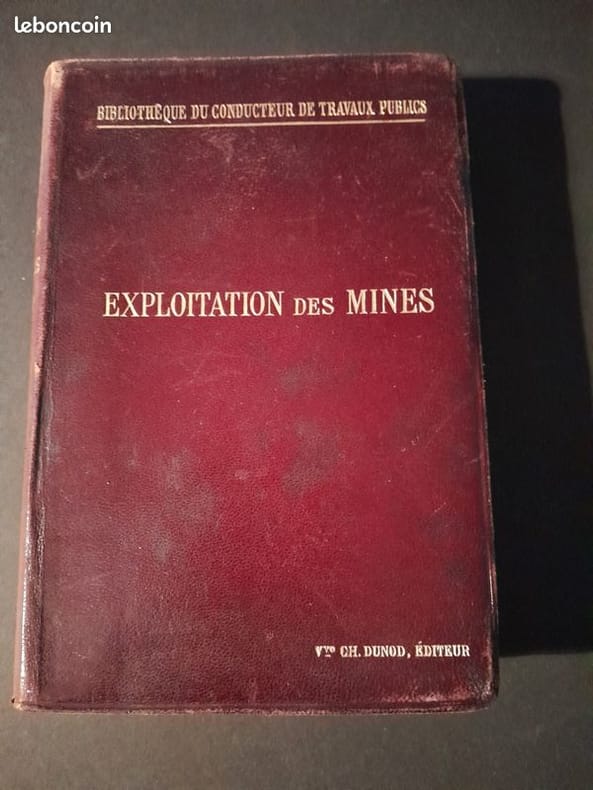 leboncoin
BIBLIOTHÈQUE DU CONDUCTEUR DE TRAVAUX PUBLICS
EXPLOITATION DES MINES
Vve CH. DUNOD, ÉDITEUR